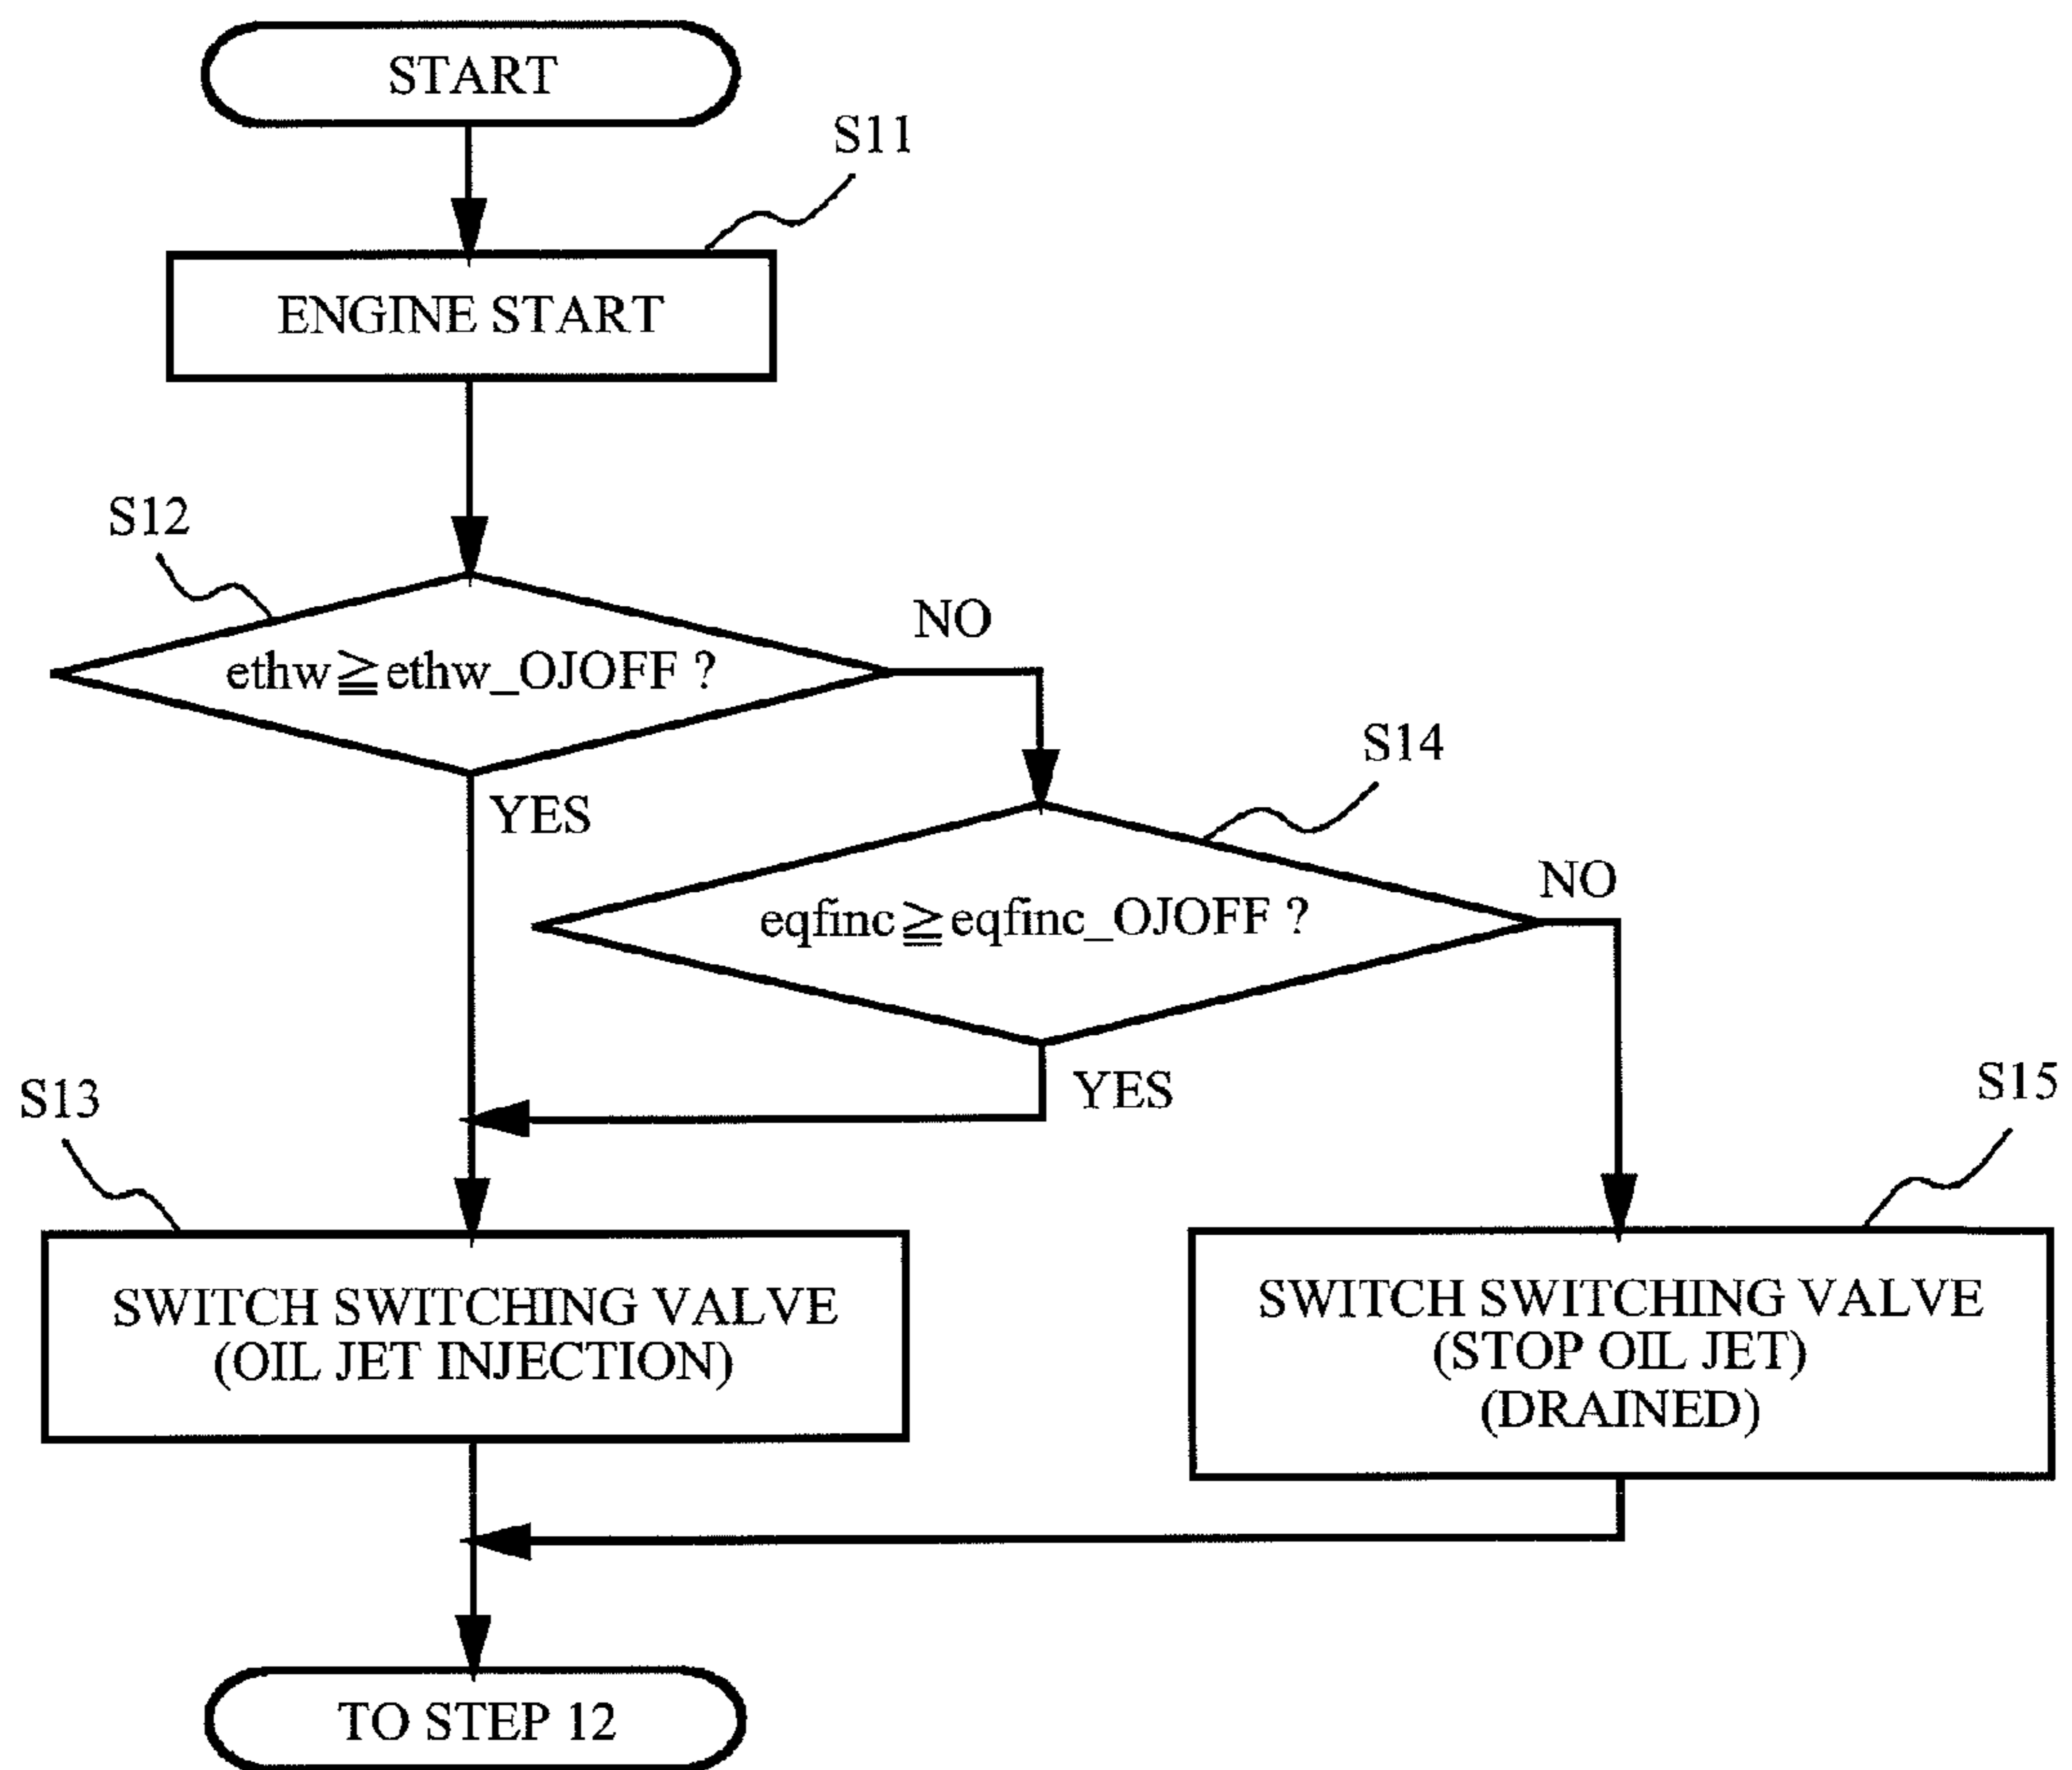 START
S11
ENGINE START
S12
ethw≧ethw_OJOFF ?
NO
YES
S14
eqfinc≧eqfinc_OJOFF ?
NO
YES
S13
SWITCH SWITCHING VALVE
(OIL JET INJECTION)
S15
SWITCH SWITCHING VALVE
(STOP OIL JET)
(DRAINED)
TO STEP 12